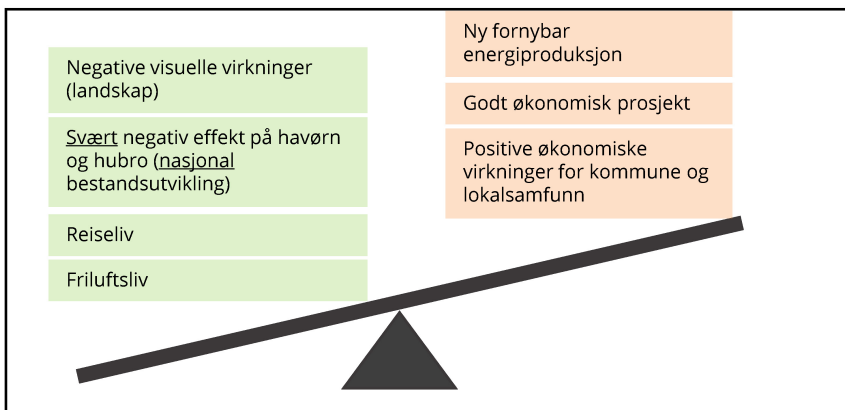 Negative visuelle virkninger
(landskap)
Svært negativ effekt på havørn
og hubro (nasjonal
bestandsutvikling)
Reiseliv
Friluftsliv
Ny fornybar
energiproduksjon
Godt økonomisk prosjekt
Positive økonomiske
virkninger for kommune og
lokalsamfunn